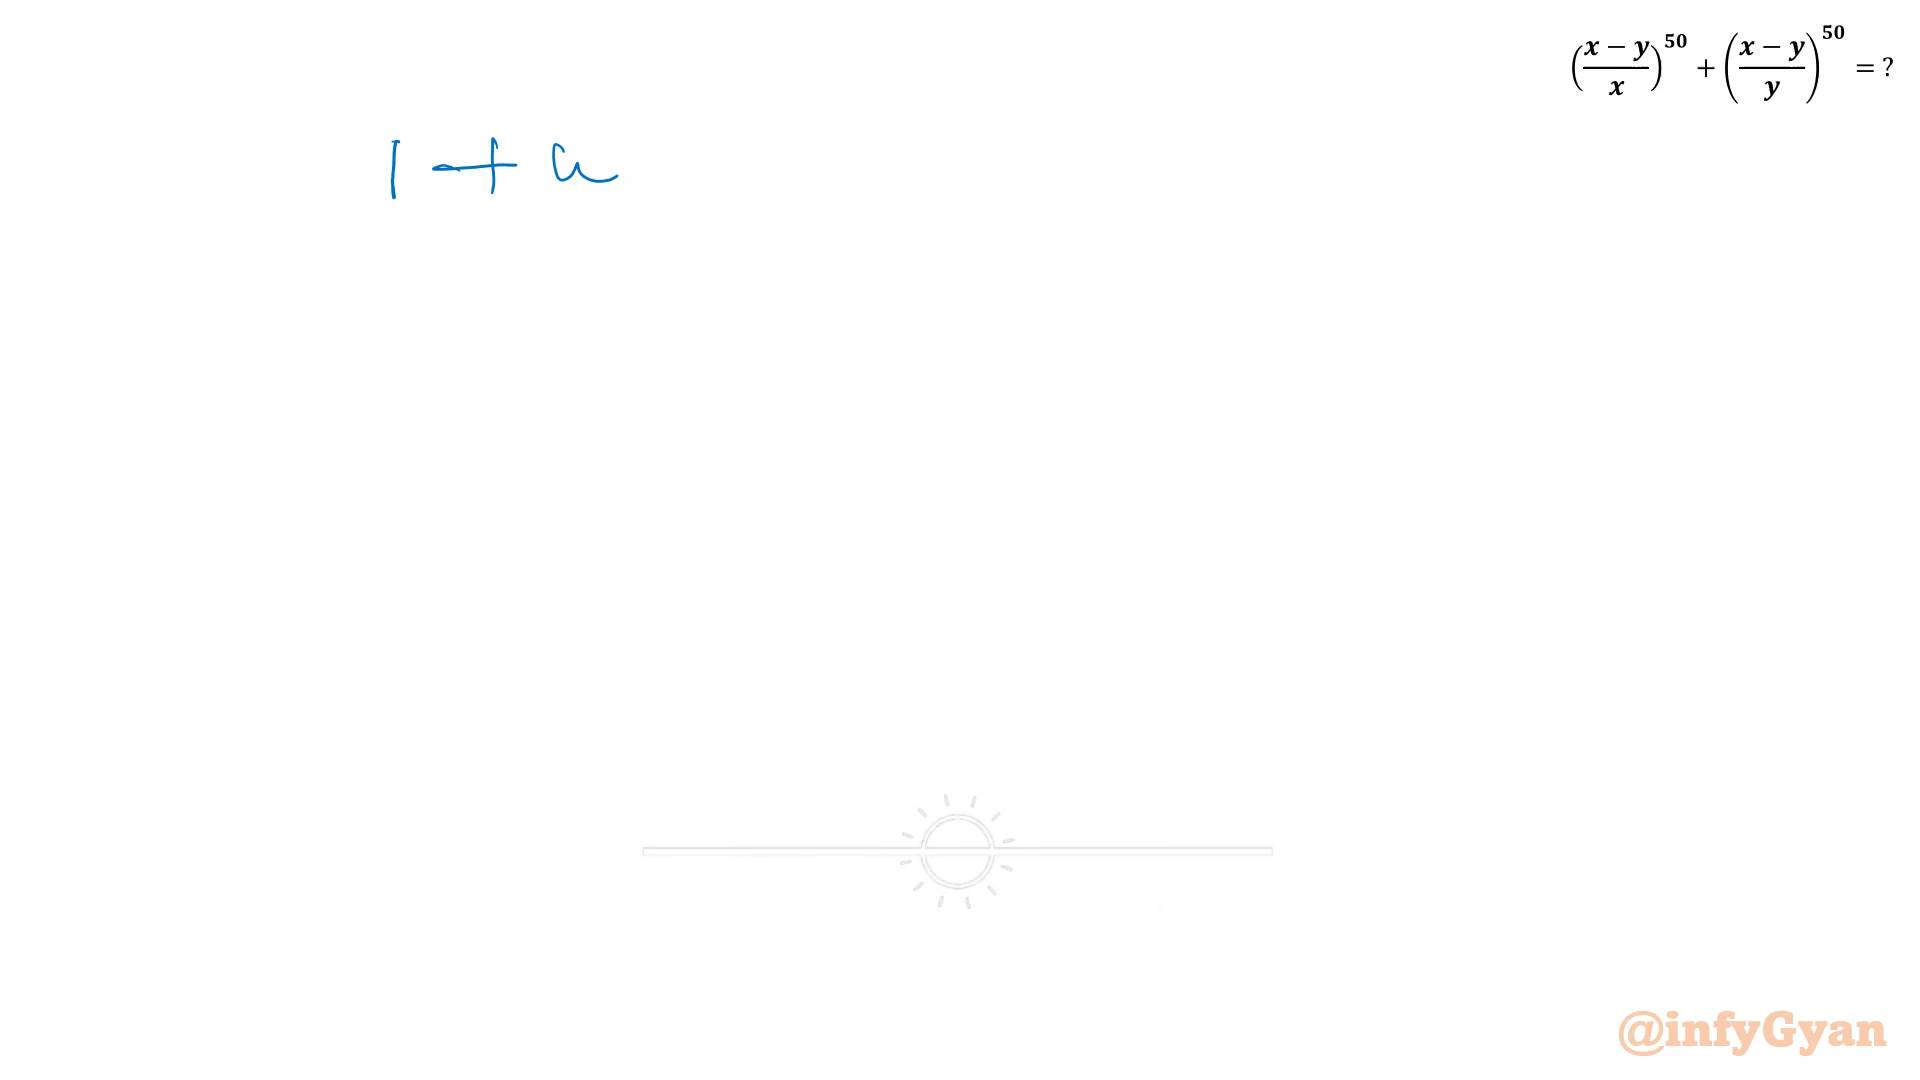 (x − y / x)^50 + (x − y / y)^50 = ?
1 + a
@infyGyan